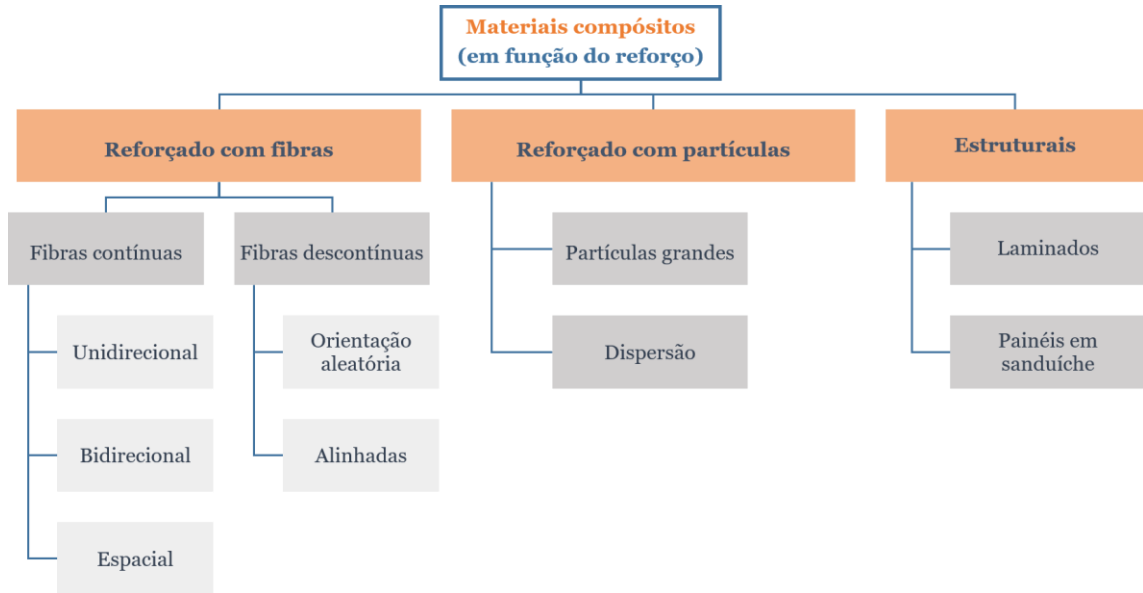 Materiais compósitos
(em função do reforço)
Reforçado com fibras
Reforçado com partículas
Estruturais
Fibras contínuas
Fibras descontínuas
Partículas grandes
Laminados
Unidirecional
Orientação
aleatória
Dispersão
Painéis em
sanduíche
Bidirecional
Alinhadas
Espacial